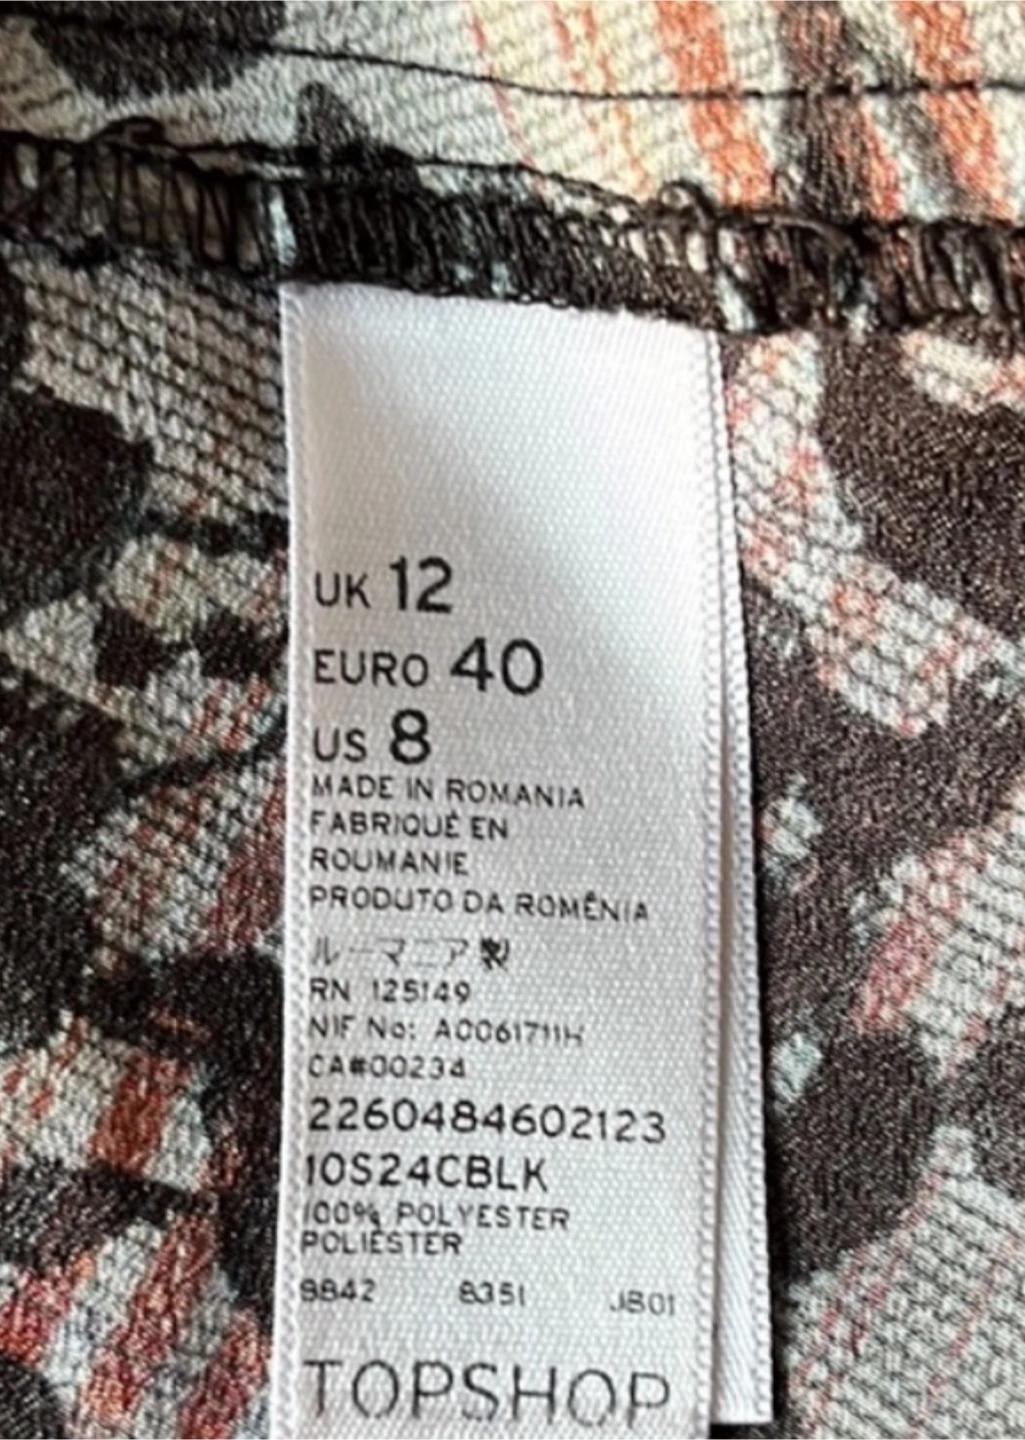 UK 12
EURO 40
US 8
MADE IN ROMANIA
FABRIQUÉ EN
ROUMANIE
PRODUTO DA ROMÊNIA
ルーマニア製
RN 125149
NIF No: A0061711H
CA#00234
2260484602123
10S24CBLK
100% POLYESTER
POLIÉSTER
8842 8351 JB01
TOPSHOP